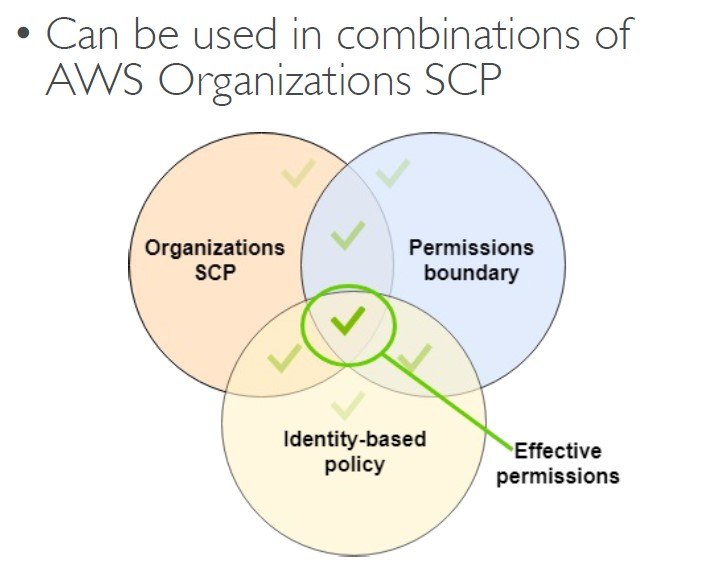 • Can be used in combinations of
AWS Organizations SCP
Organizations
SCP
Permissions
boundary
Identity-based
policy
Effective
permissions